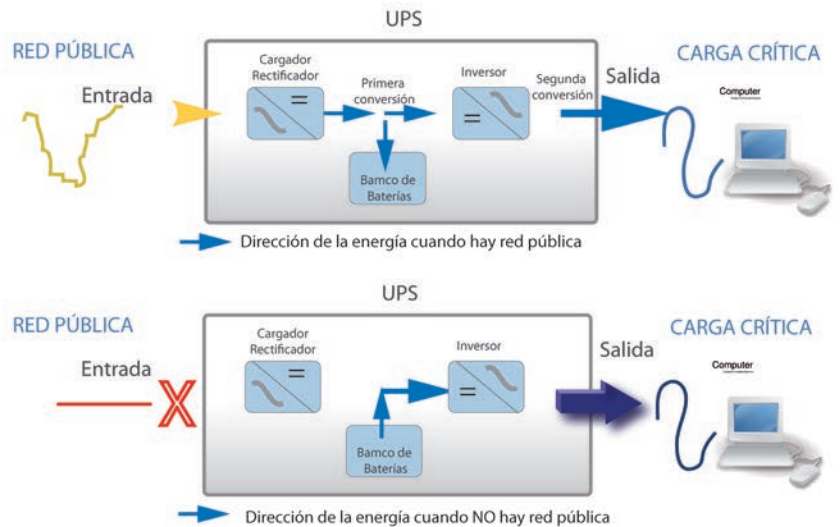 UPS
RED PÚBLICA
CARGA CRÍTICA
Entrada
Cargador
Rectificador
Primera
conversión
Inversor
Segunda
conversión
Salida
Computer
Bamco de
Baterías
Dirección de la energía cuando hay red pública
UPS
RED PÚBLICA
CARGA CRÍTICA
Entrada
Cargador
Rectificador
Inversor
Salida
Computer
Bamco de
Baterías
Dirección de la energía cuando NO hay red pública